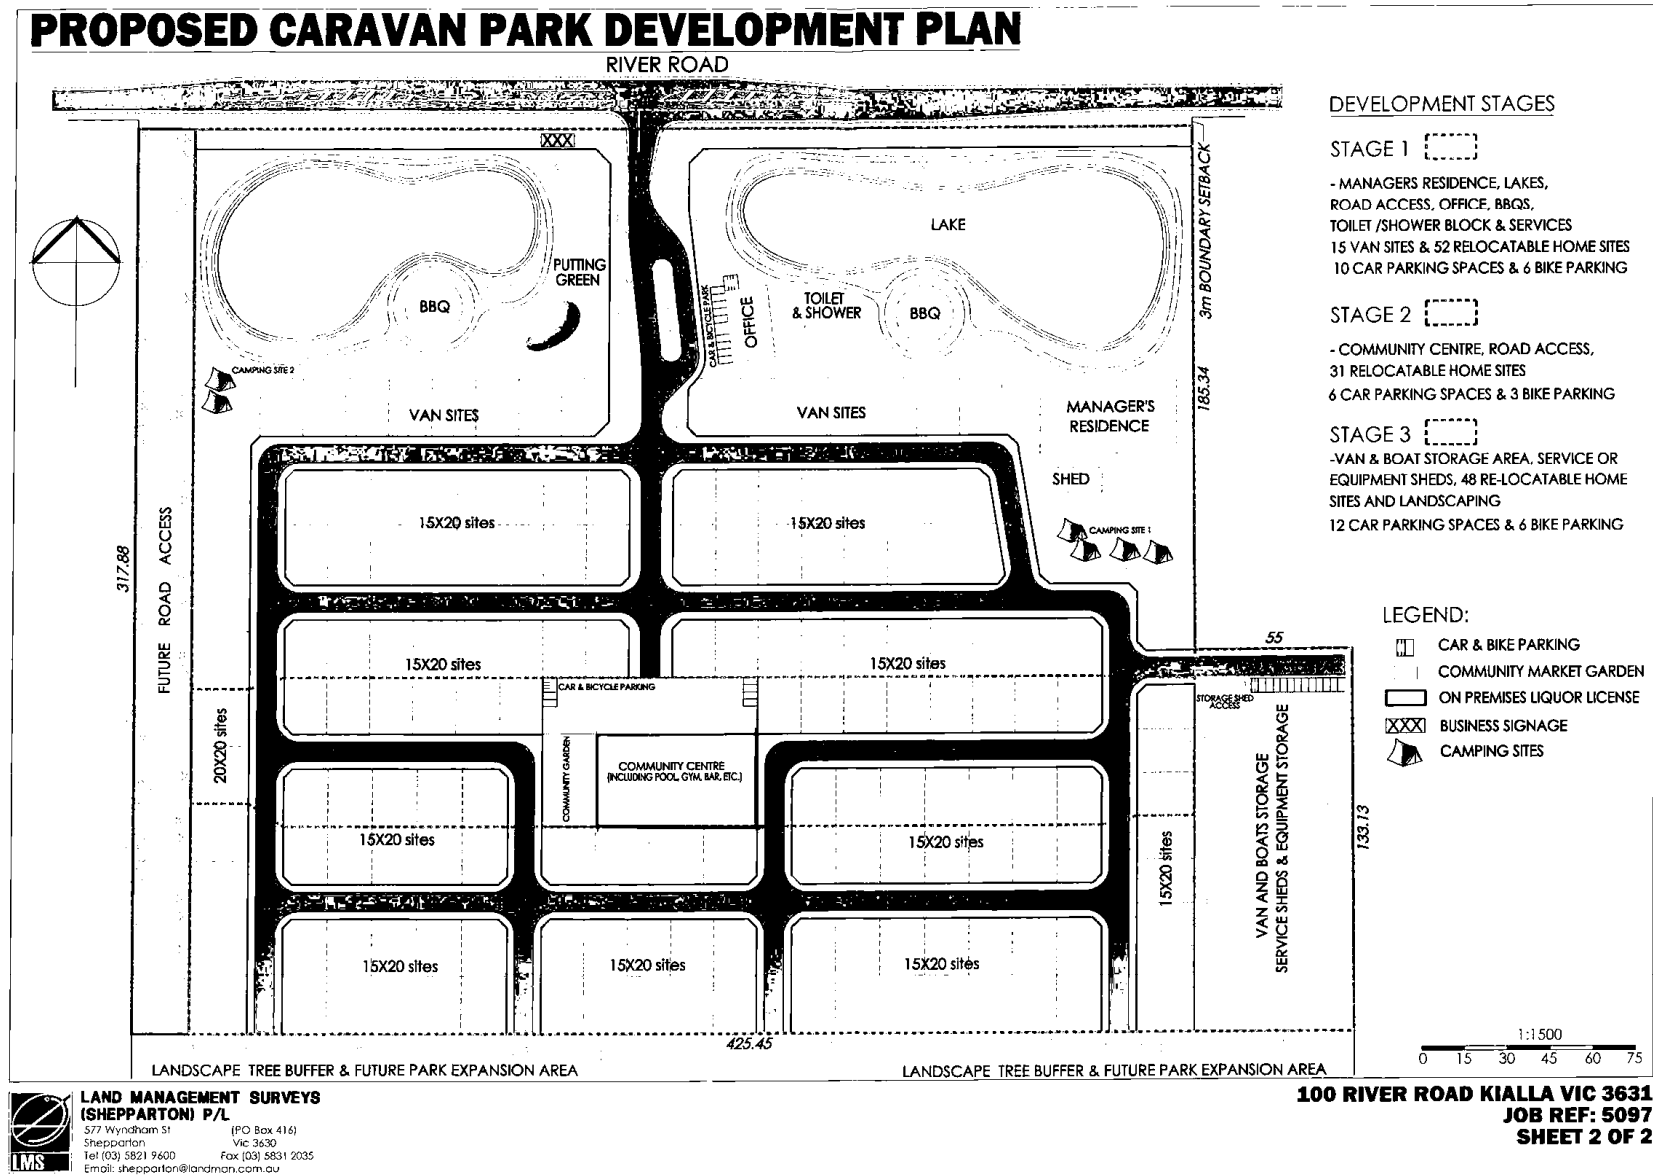 PROPOSED CARAVAN PARK DEVELOPMENT PLAN
RIVER ROAD
XXX
LAKE
PUTTING
GREEN
BBQ
CAR & BICYCLE PARK
OFFICE
TOILET
& SHOWER
BBQ
3m BOUNDARY SETBACK
185.34
CAMPING SITE 2
VAN SITES
VAN SITES
MANAGER'S
RESIDENCE
SHED
CAMPING SITE 1
15X20 sites
15X20 sites
317.88
FUTURE ROAD ACCESS
15X20 sites
15X20 sites
55
CAR & BICYCLE PARKING
STORAGE SHED
ACCESS
20X20 sites
COMMUNITY GARDEN
COMMUNITY CENTRE
(INCLUDING POOL, GYM, BAR, ETC.)
15X20 sites
15X20 sites
15X20 sites
VAN AND BOATS STORAGE
SERVICE SHEDS & EQUIPMENT STORAGE
133.13
15X20 sites
15X20 sites
15X20 sites
425.45
LANDSCAPE TREE BUFFER & FUTURE PARK EXPANSION AREA
LANDSCAPE TREE BUFFER & FUTURE PARK EXPANSION AREA
DEVELOPMENT STAGES
STAGE 1
- MANAGERS RESIDENCE, LAKES,
ROAD ACCESS, OFFICE, BBQS,
TOILET /SHOWER BLOCK & SERVICES
15 VAN SITES & 52 RELOCATABLE HOME SITES
10 CAR PARKING SPACES & 6 BIKE PARKING
STAGE 2
- COMMUNITY CENTRE, ROAD ACCESS,
31 RELOCATABLE HOME SITES
6 CAR PARKING SPACES & 3 BIKE PARKING
STAGE 3
-VAN & BOAT STORAGE AREA, SERVICE OR
EQUIPMENT SHEDS, 48 RE-LOCATABLE HOME
SITES AND LANDSCAPING
12 CAR PARKING SPACES & 6 BIKE PARKING
LEGEND:
CAR & BIKE PARKING
COMMUNITY MARKET GARDEN
ON PREMISES LIQUOR LICENSE
XXX BUSINESS SIGNAGE
CAMPING SITES
1:1500
0 15 30 45 60 75
LMS
LAND MANAGEMENT SURVEYS
(SHEPPARTON) P/L
577 Wyndham St (PO Box 416)
Shepparton Vic 3630
Tel (03) 5821 9600 Fax (03) 5831 2035
Email: shepparton@landman.com.au
100 RIVER ROAD KIALLA VIC 3631
JOB REF: 5097
SHEET 2 OF 2